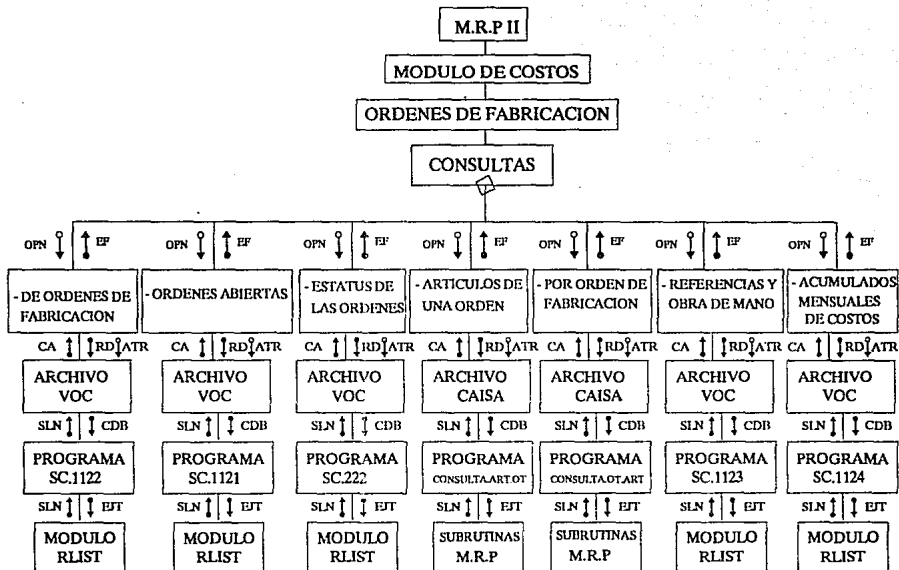 M.R.P II
MODULO DE COSTOS
ORDENES DE FABRICACION
CONSULTAS
OPN EF OPN EF OPN EF OPN EF OPN EF OPN EF OPN EF
- DE ORDENES DE FABRICACION
- ORDENES ABIERTAS
- ESTATUS DE LAS ORDENES
- ARTICULOS DE UNA ORDEN
- POR ORDEN DE FABRICACION
- REFERENCIAS Y OBRA DE MANO
- ACUMULADOS MENSUALES DE COSTOS
CA RD ATR CA RD ATR CA RD ATR CA RD ATR CA RD ATR CA RD ATR CA RD ATR
ARCHIVO VOC
ARCHIVO VOC
ARCHIVO VOC
ARCHIVO CAISA
ARCHIVO CAISA
ARCHIVO VOC
ARCHIVO VOC
SLN CDB SLN CDB SLN CDB SLN CDB SLN CDB SLN CDB SLN CDB
PROGRAMA SC.1122
PROGRAMA SC.1121
PROGRAMA SC.222
PROGRAMA CONSULTA.ART.OT
PROGRAMA CONSULTA.OT.ART
PROGRAMA SC.1123
PROGRAMA SC.1124
SLN EJT SLN EJT SLN EJT SLN EJT SLN EJT SLN EJT SLN EJT
MODULO RLIST
MODULO RLIST
MODULO RLIST
SUBRUTINAS M.R.P
SUBRUTINAS M.R.P
MODULO RLIST
MODULO RLIST